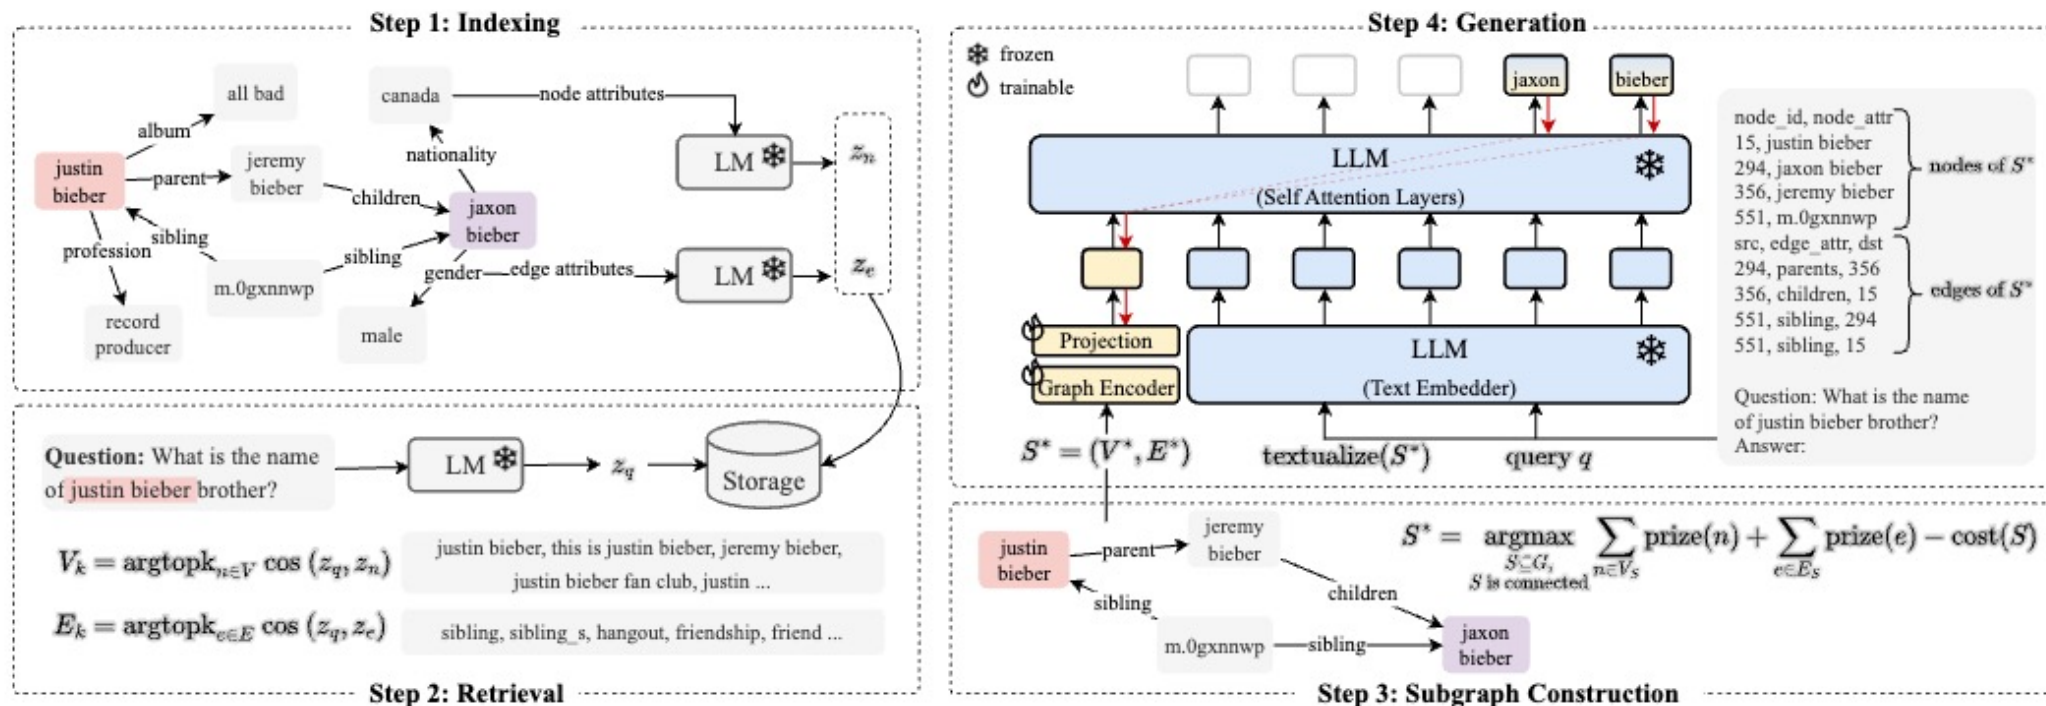 Step 1: Indexing
all bad
canada
node attributes
album
LM
z_n
justin
bieber
parent
jeremy
bieber
nationality
children
jaxon
bieber
sibling
profession
sibling
gender
edge attributes
LM
z_e
m.0gxnnwp
record
producer
male
Question: What is the name
of justin bieber brother?
LM
z_q
Storage
V_k = argtopk_{n∈V} cos (z_q, z_n)
justin bieber, this is justin bieber, jeremy bieber,
justin bieber fan club, justin ...
E_k = argtopk_{e∈E} cos (z_q, z_e)
sibling, sibling_s, hangout, friendship, friend ...
Step 2: Retrieval
Step 4: Generation
frozen
trainable
jaxon
bieber
LLM
(Self Attention Layers)
Projection
Graph Encoder
LLM
(Text Embedder)
S* = (V*, E*)
textualize(S*)
query q
node_id, node_attr
15, justin bieber
294, jaxon bieber
356, jeremy bieber
551, m.0gxnnwp
nodes of S*
src, edge_attr, dst
294, parents, 356
356, children, 15
551, sibling, 294
551, sibling, 15
edges of S*
Question: What is the name
of justin bieber brother?
Answer:
justin
bieber
parent
jeremy
bieber
sibling
children
m.0gxnnwp
sibling
jaxon
bieber
S* = argmax_{S⊆G, S is connected} ∑_{n∈V_S} prize(n) + ∑_{e∈E_S} prize(e) − cost(S)
Step 3: Subgraph Construction